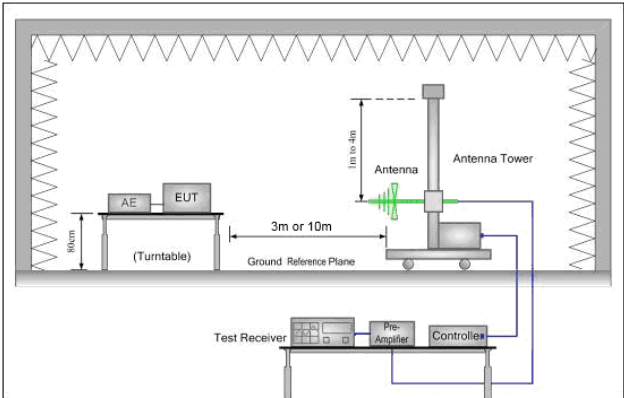 1m to 4m
Antenna
Antenna Tower
AE
EUT
80cm
(Turntable)
3m or 10m
Ground Reference Plane
Test Receiver
Pre-
Amplifier
Controller